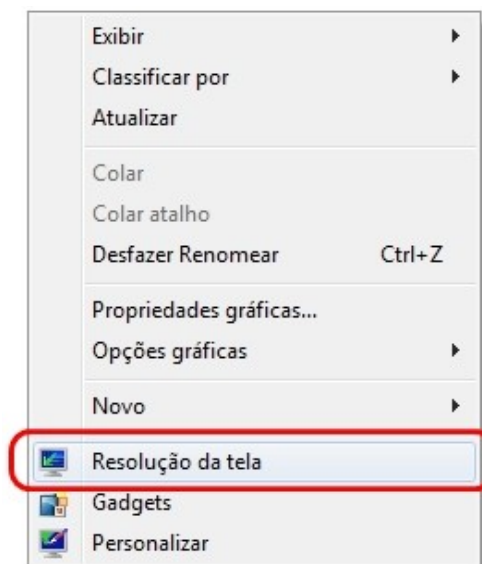 Exibir
Classificar por
Atualizar
Colar
Colar atalho
Desfazer Renomear Ctrl+Z
Propriedades gráficas...
Opções gráficas
Novo
Resolução da tela
Gadgets
Personalizar